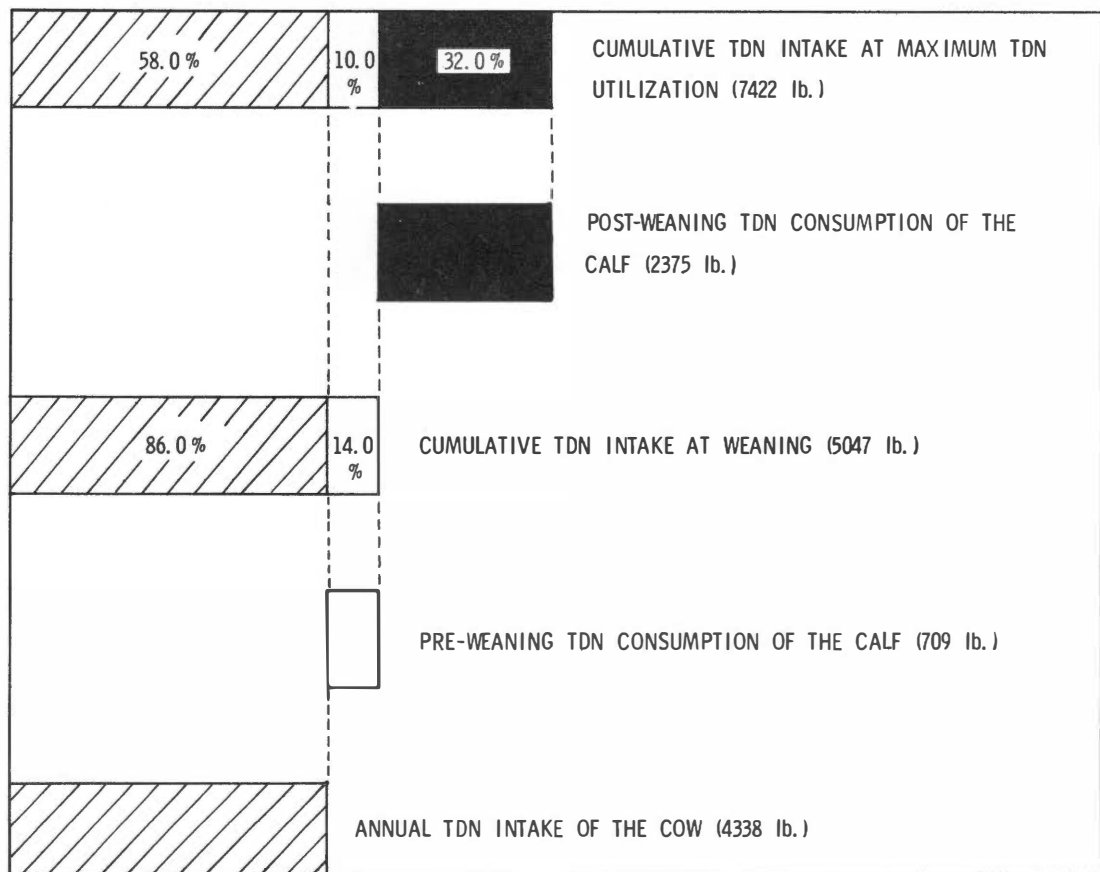 58.0%
10.0
%
32.0%
CUMULATIVE TDN INTAKE AT MAXIMUM TDN
UTILIZATION (7422 lb.)
POST-WEANING TDN CONSUMPTION OF THE
CALF (2375 lb.)
86.0%
14.0
%
CUMULATIVE TDN INTAKE AT WEANING (5047 lb.)
PRE-WEANING TDN CONSUMPTION OF THE CALF (709 lb.)
ANNUAL TDN INTAKE OF THE COW (4338 lb.)